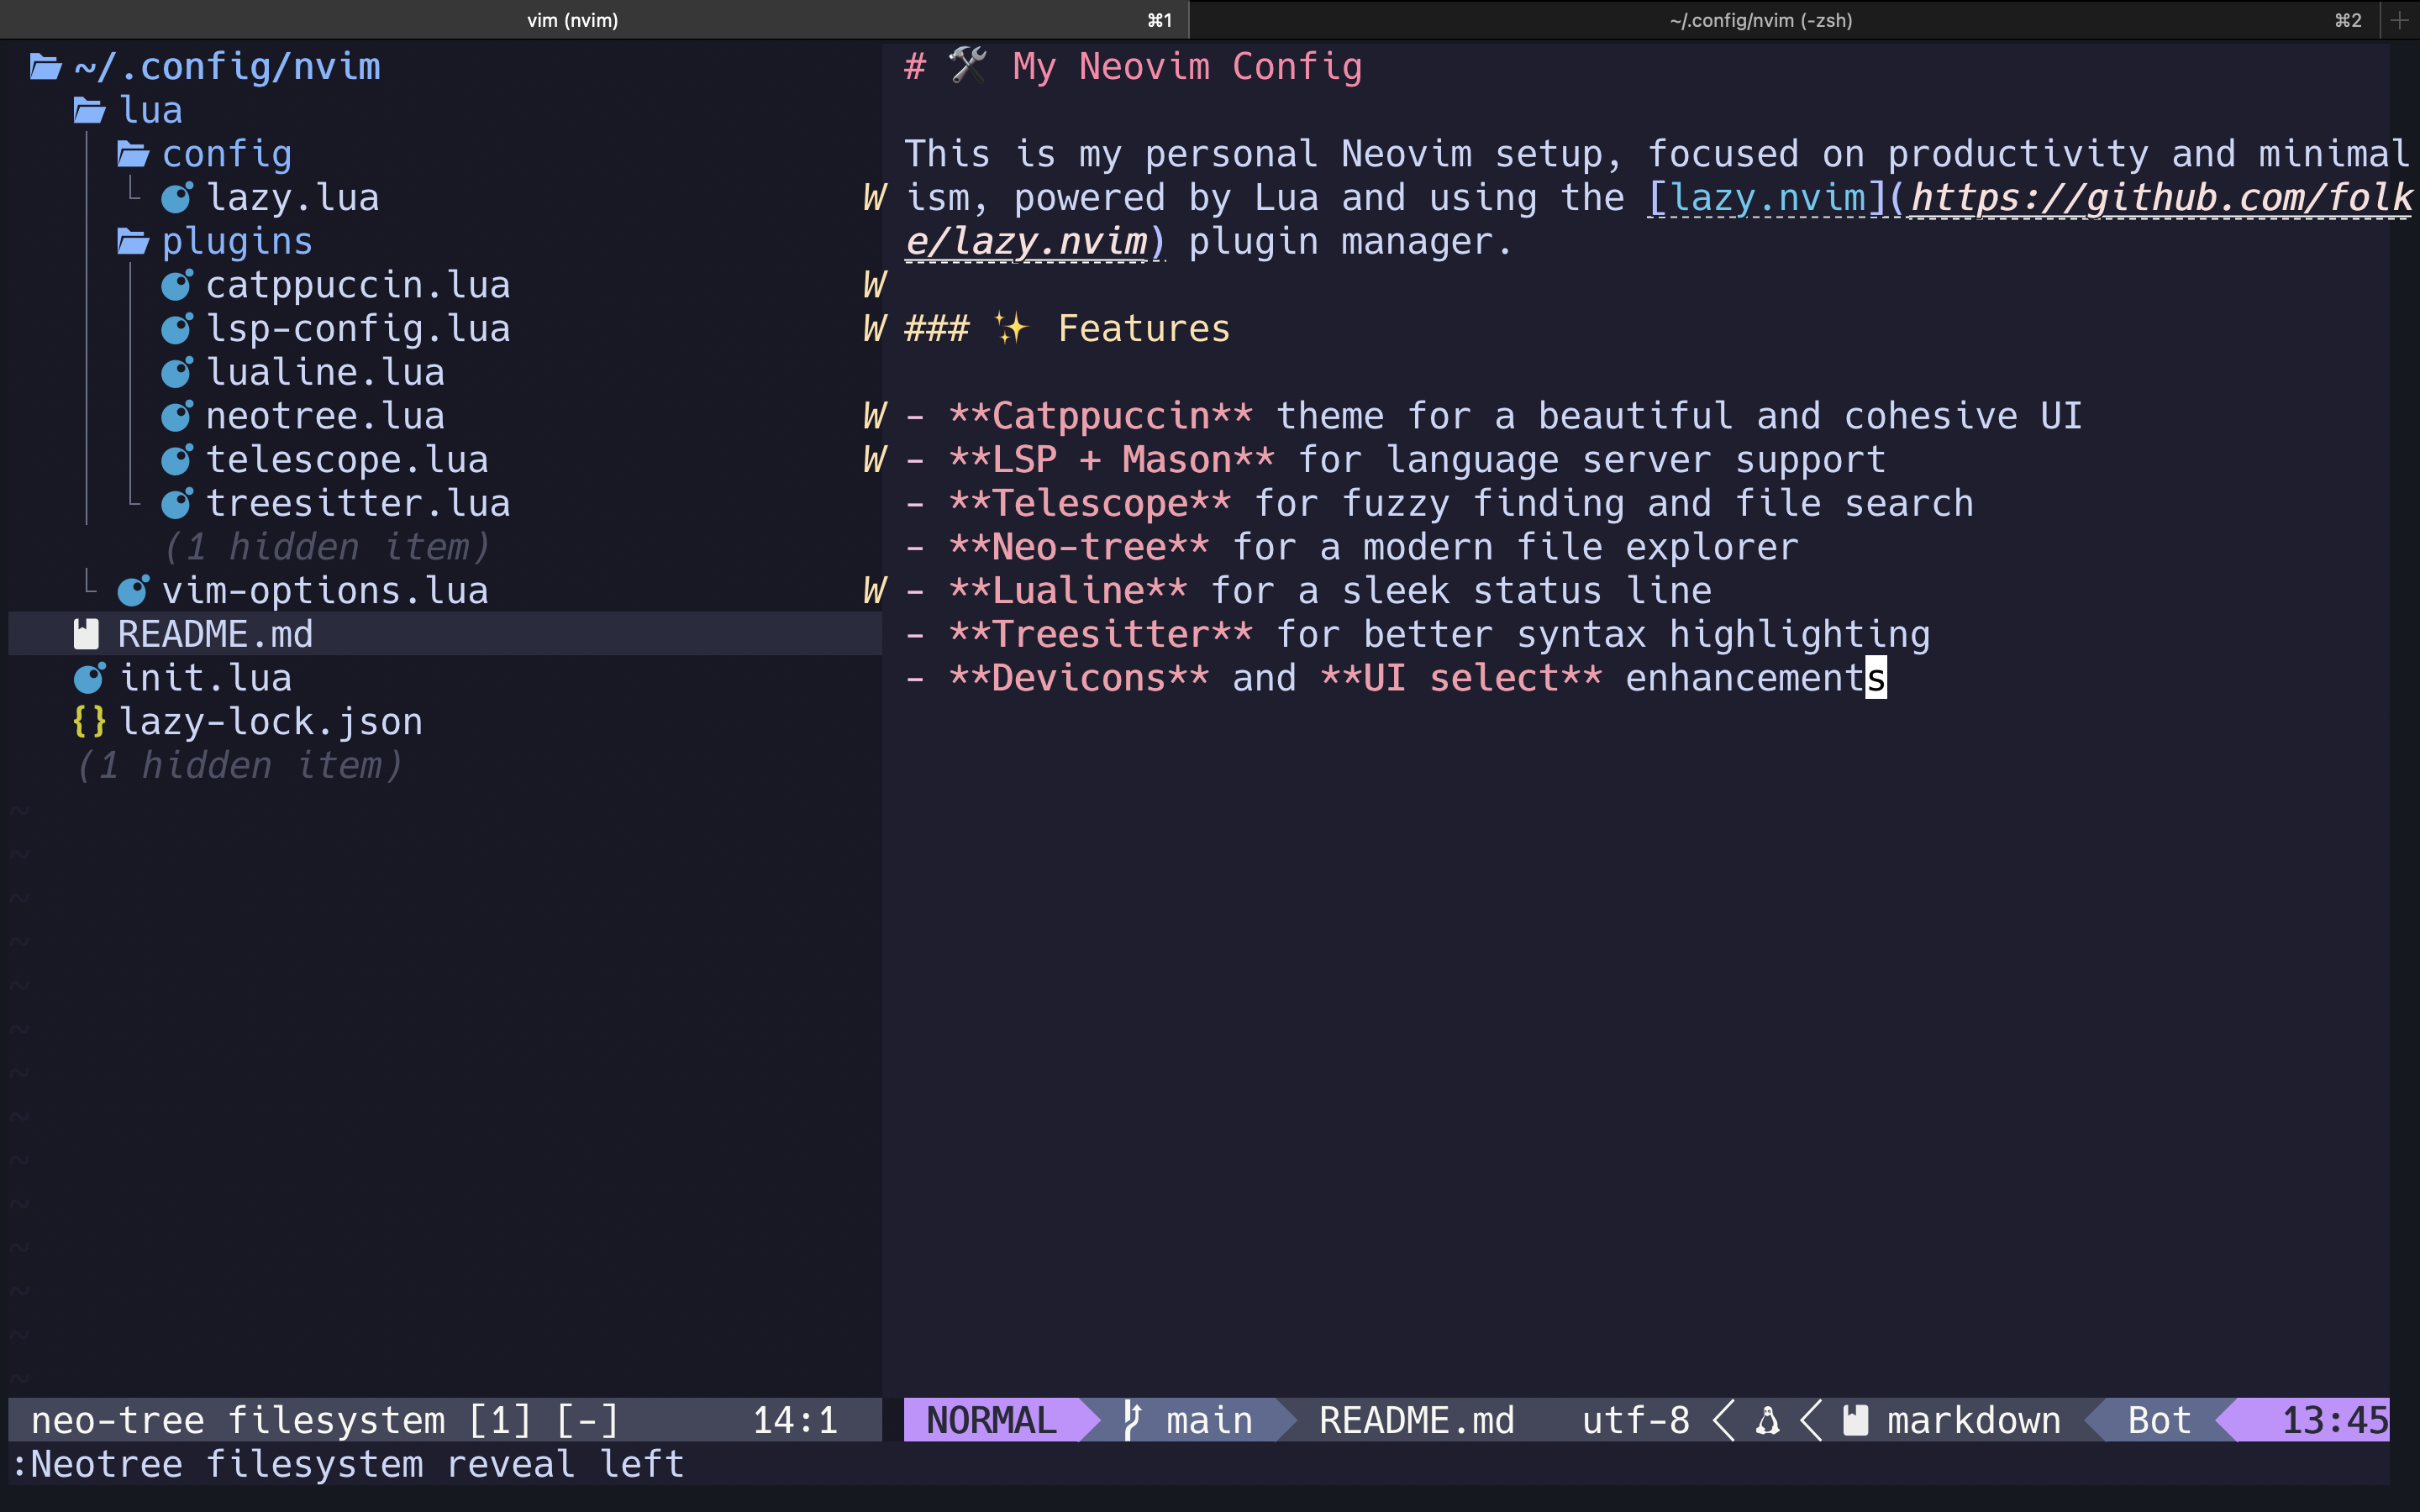 vim (nvim) ⌘1 ~/.config/nvim (-zsh) ⌘2 +
~/.config/nvim
lua
config
lazy.lua
plugins
catppuccin.lua
lsp-config.lua
lualine.lua
neotree.lua
telescope.lua
treesitter.lua
(1 hidden item)
vim-options.lua
README.md
init.lua
{} lazy-lock.json
(1 hidden item)
~
~
~
~
~
~
~
~
~
~
~
~
~
~
# 🛠 My Neovim Config
This is my personal Neovim setup, focused on productivity and minimal
W ism, powered by Lua and using the [lazy.nvim](https://github.com/folk
e/lazy.nvim) plugin manager.
W
W ### ✨ Features
W - **Catppuccin** theme for a beautiful and cohesive UI
W - **LSP + Mason** for language server support
- **Telescope** for fuzzy finding and file search
- **Neo-tree** for a modern file explorer
W - **Lualine** for a sleek status line
- **Treesitter** for better syntax highlighting
- **Devicons** and **UI select** enhancements
neo-tree filesystem [1] [-] 14:1
NORMAL main README.md utf-8 markdown Bot 13:45
:Neotree filesystem reveal left